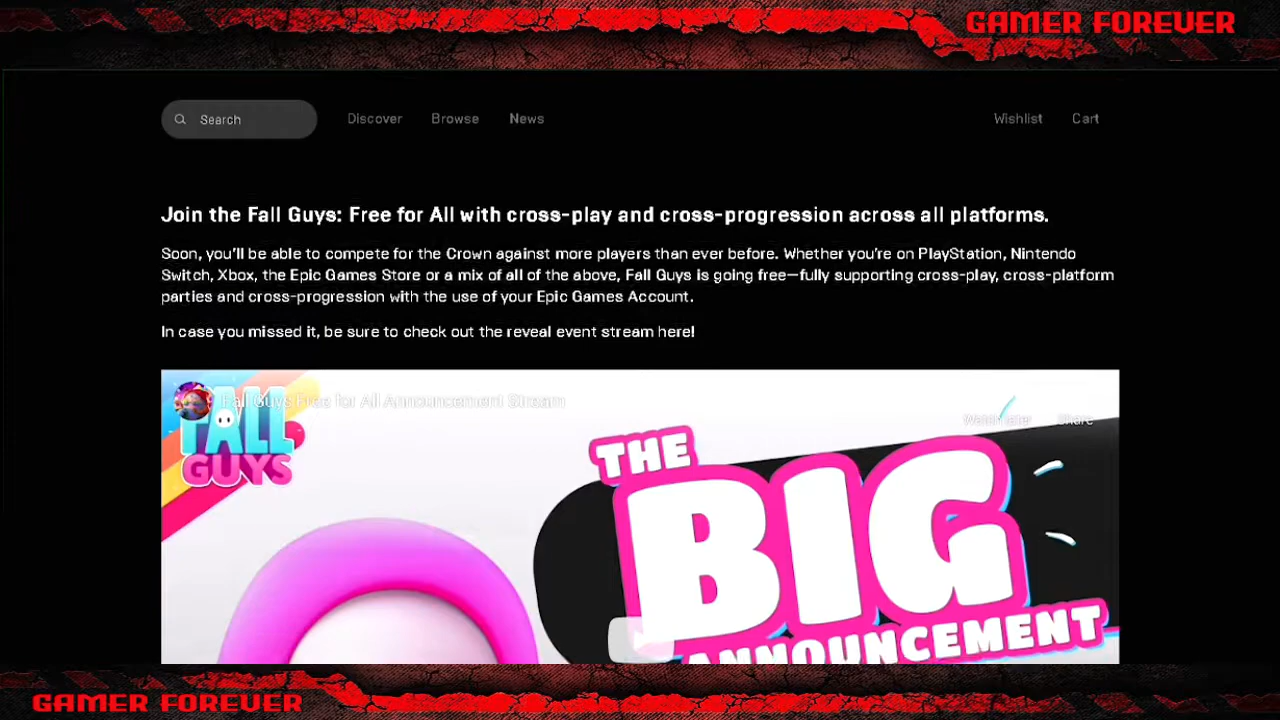 GAMER FOREVER
Search
Discover
Browse
News
Wishlist
Cart
Join the Fall Guys: Free for All with cross-play and cross-progression across all platforms.
Soon, you'll be able to compete for the Crown against more players than ever before. Whether you're on PlayStation, Nintendo
Switch, Xbox, the Epic Games Store or a mix of all of the above, Fall Guys is going free—fully supporting cross-play, cross-platform
parties and cross-progression with the use of your Epic Games Account.
In case you missed it, be sure to check out the reveal event stream here!
Fall Guys Free for All Announcement Stream
Watch later
Share
FALL
GUYS
THE
BIG
ANNOUNCEMENT
GAMER FOREVER